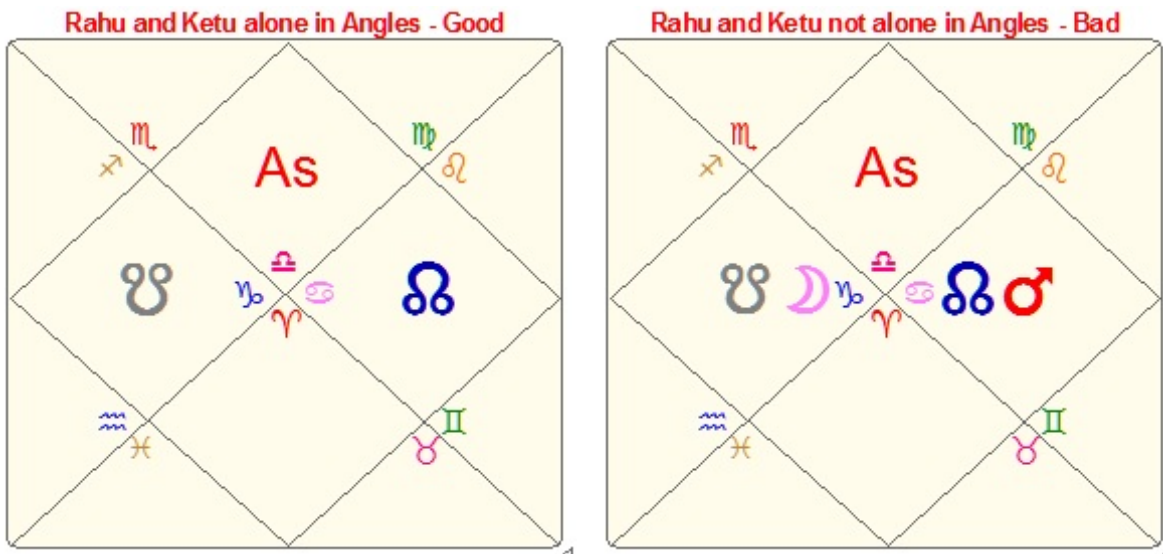 Rahu and Ketu alone in Angles - Good
Rahu and Ketu not alone in Angles - Bad
♏ ♍
♐ As ♌
♎
☋ ♑ ♋ ☊
♈
♒ ♊
♓ ♉
♏ ♍
♐ As ♌
♎
☋ ☽ ♑ ♋ ☊ ♂
♈
♒ ♊
♓ ♉